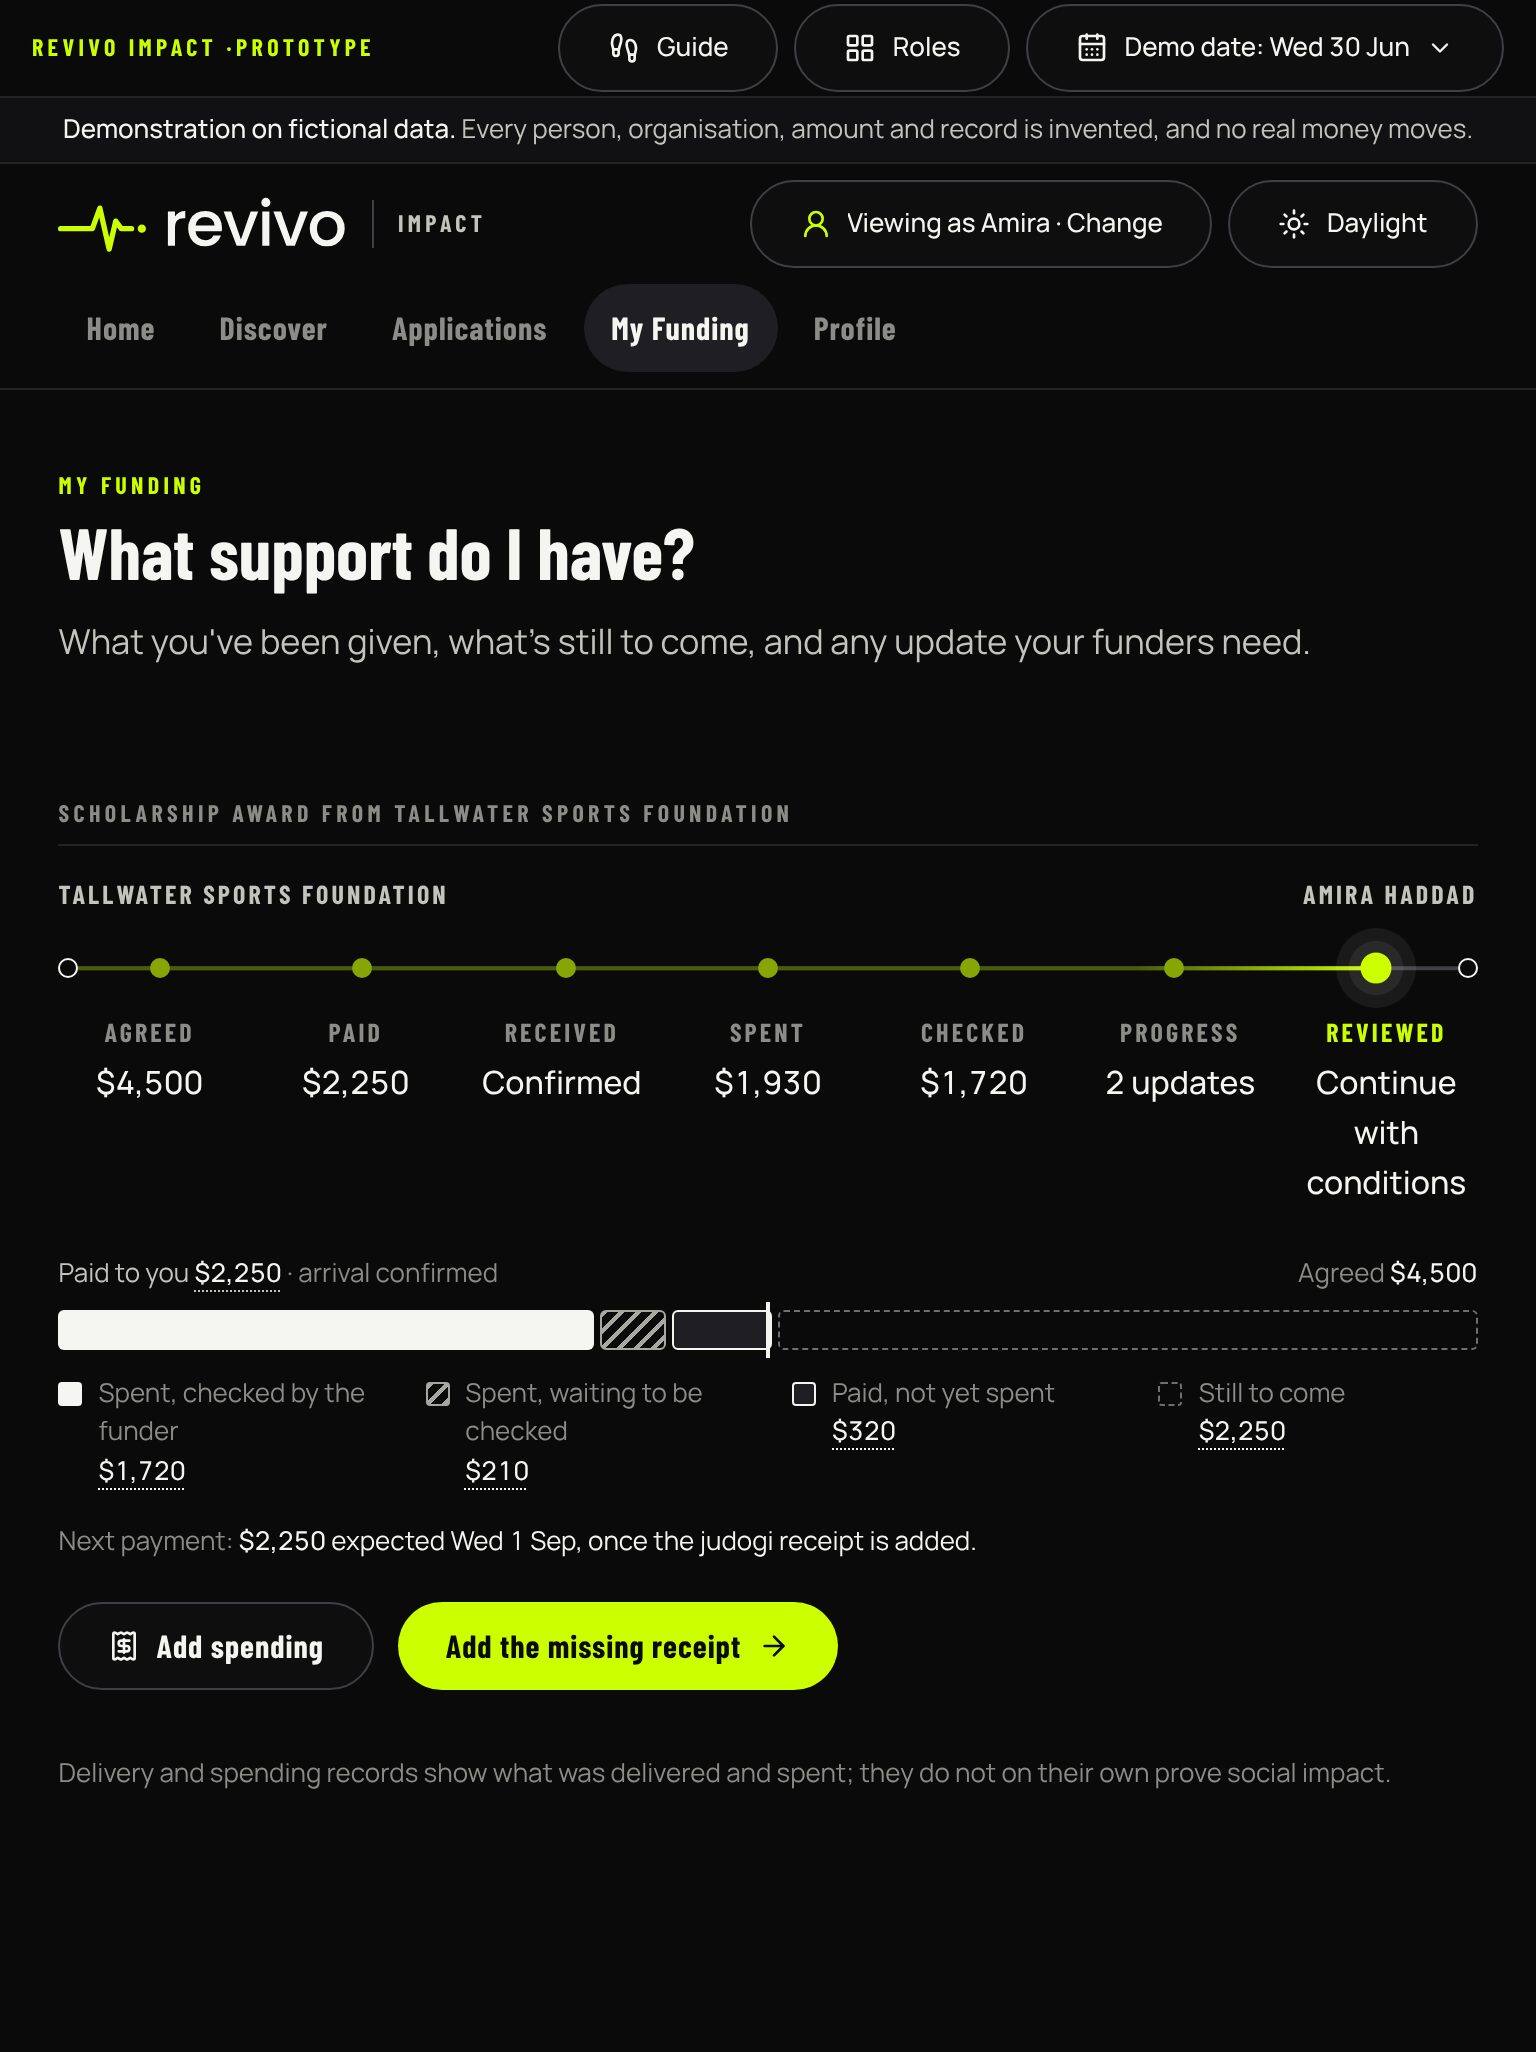 REVIVO IMPACT · PROTOTYPE
Guide
Roles
Demo date: Wed 30 Jun
Demonstration on fictional data. Every person, organisation, amount and record is invented, and no real money moves.
revivo
IMPACT
Viewing as Amira · Change
Daylight
Home
Discover
Applications
My Funding
Profile
MY FUNDING
What support do I have?
What you've been given, what's still to come, and any update your funders need.
SCHOLARSHIP AWARD FROM TALLWATER SPORTS FOUNDATION
TALLWATER SPORTS FOUNDATION
AMIRA HADDAD
AGREED
$4,500
PAID
$2,250
RECEIVED
Confirmed
SPENT
$1,930
CHECKED
$1,720
PROGRESS
2 updates
REVIEWED
Continue
with
conditions
Paid to you $2,250 · arrival confirmed
Agreed $4,500
Spent, checked by the
funder
$1,720
Spent, waiting to be
checked
$210
Paid, not yet spent
$320
Still to come
$2,250
Next payment: $2,250 expected Wed 1 Sep, once the judogi receipt is added.
Add spending
Add the missing receipt
Delivery and spending records show what was delivered and spent; they do not on their own prove social impact.